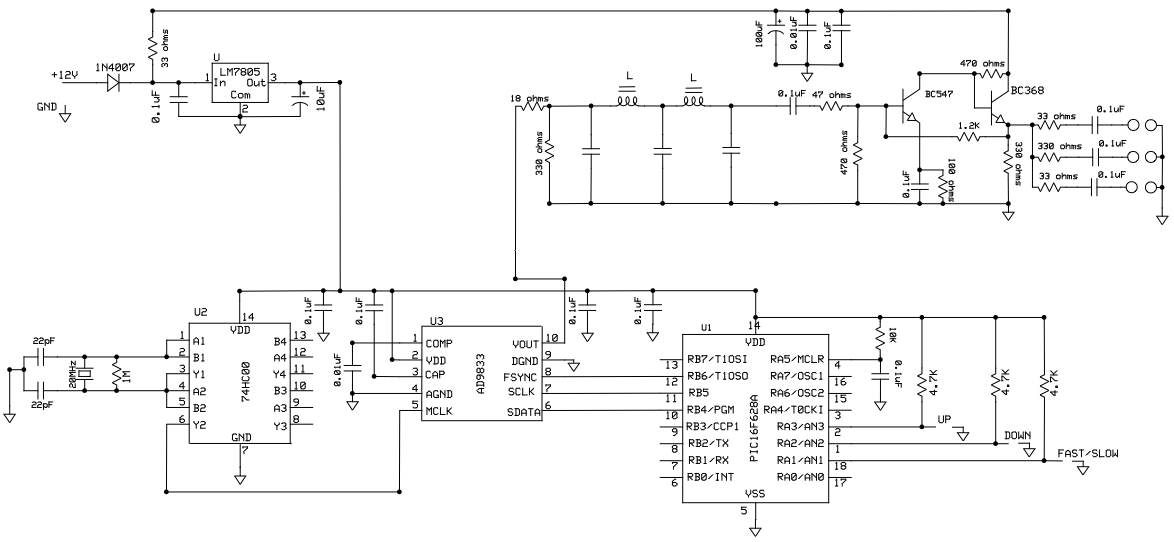 +12V
1N4007
GND
33 ohms
0.1uF
U
LM7805
1 In Out 3
Com
2
10uF
100uF
0.01uF
0.1uF
L
L
18 ohms
330 ohms
0.1uF
47 ohms
470 ohms
BC547
470 ohms
BC368
1.2K
0.1uF
100 ohms
330 ohms
33 ohms
0.1uF
330 ohms
0.1uF
33 ohms
0.1uF
U2
14
VDD
74HC00
1 A1
2 B1
3 Y1
4 A2
5 B2
6 Y2
B4 13
A4 12
Y4 11
B3 10
A3 9
Y3 8
GND
7
22pF
22pF
20MHz
1M
0.1uF
0.1uF
0.01uF
U3
AD9833
1 COMP
2 VDD
3 CAP
4 AGND
5 MCLK
VOUT 10
DGND 9
FSYNC 8
SCLK 7
SDATA 6
0.1uF
0.1uF
U1
14
VDD
PIC16F628A
13 RB7/T1OSI
12 RB6/T1OSO
11 RB5
10 RB4/PGM
9 RB3/CCP1
8 RB2/TX
7 RB1/RX
6 RB0/INT
RA5/MCLR 4
RA7/OSC1 16
RA6/OSC2 15
RA4/T0CKI 3
RA3/AN3 2
RA2/AN2 1
RA1/AN1 18
RA0/AN0 17
VSS
5
10K
0.1uF
4.7K
4.7K
4.7K
UP
DOWN
FAST/SLOW